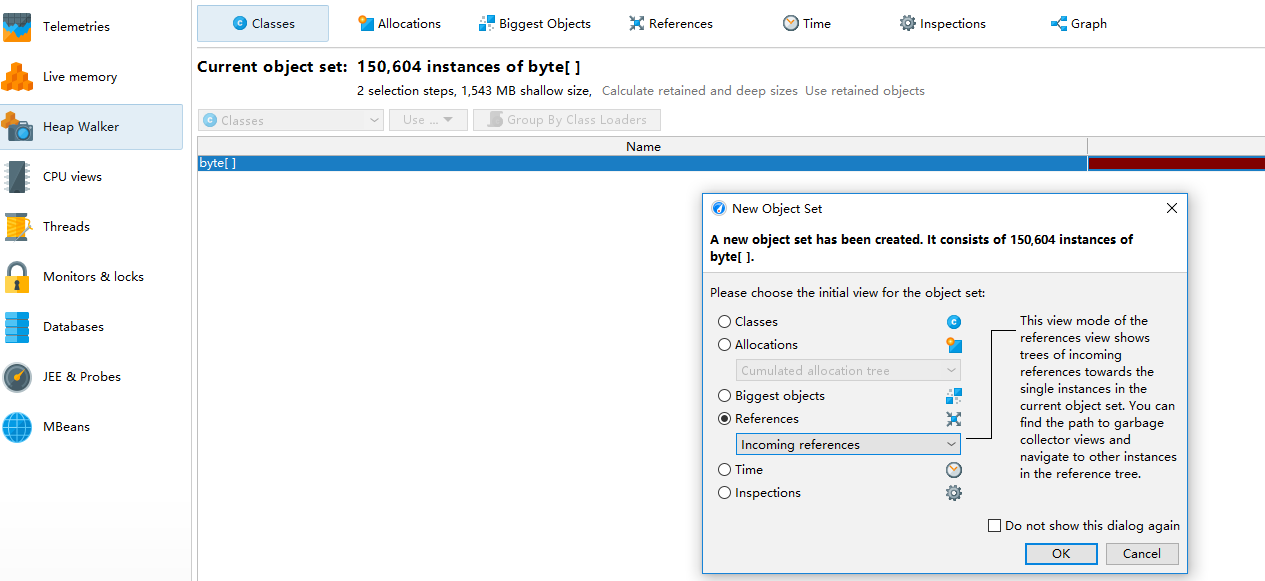 Telemetries
Live memory
Heap Walker
CPU views
Threads
Monitors & locks
Databases
JEE & Probes
MBeans
Classes Allocations Biggest Objects References Time Inspections Graph
Current object set: 150,604 instances of byte[ ]
2 selection steps, 1,543 MB shallow size, Calculate retained and deep sizes Use retained objects
Classes Use ... Group By Class Loaders
Name
byte[ ]
New Object Set
A new object set has been created. It consists of 150,604 instances of
byte[ ].
Please choose the initial view for the object set:
Classes
Allocations
Cumulated allocation tree
Biggest objects
References
Incoming references
Time
Inspections
This view mode of the
references view shows
trees of incoming
references towards the
single instances in the
current object set. You can
find the path to garbage
collector views and
navigate to other instances
in the reference tree.
Do not show this dialog again
OK Cancel